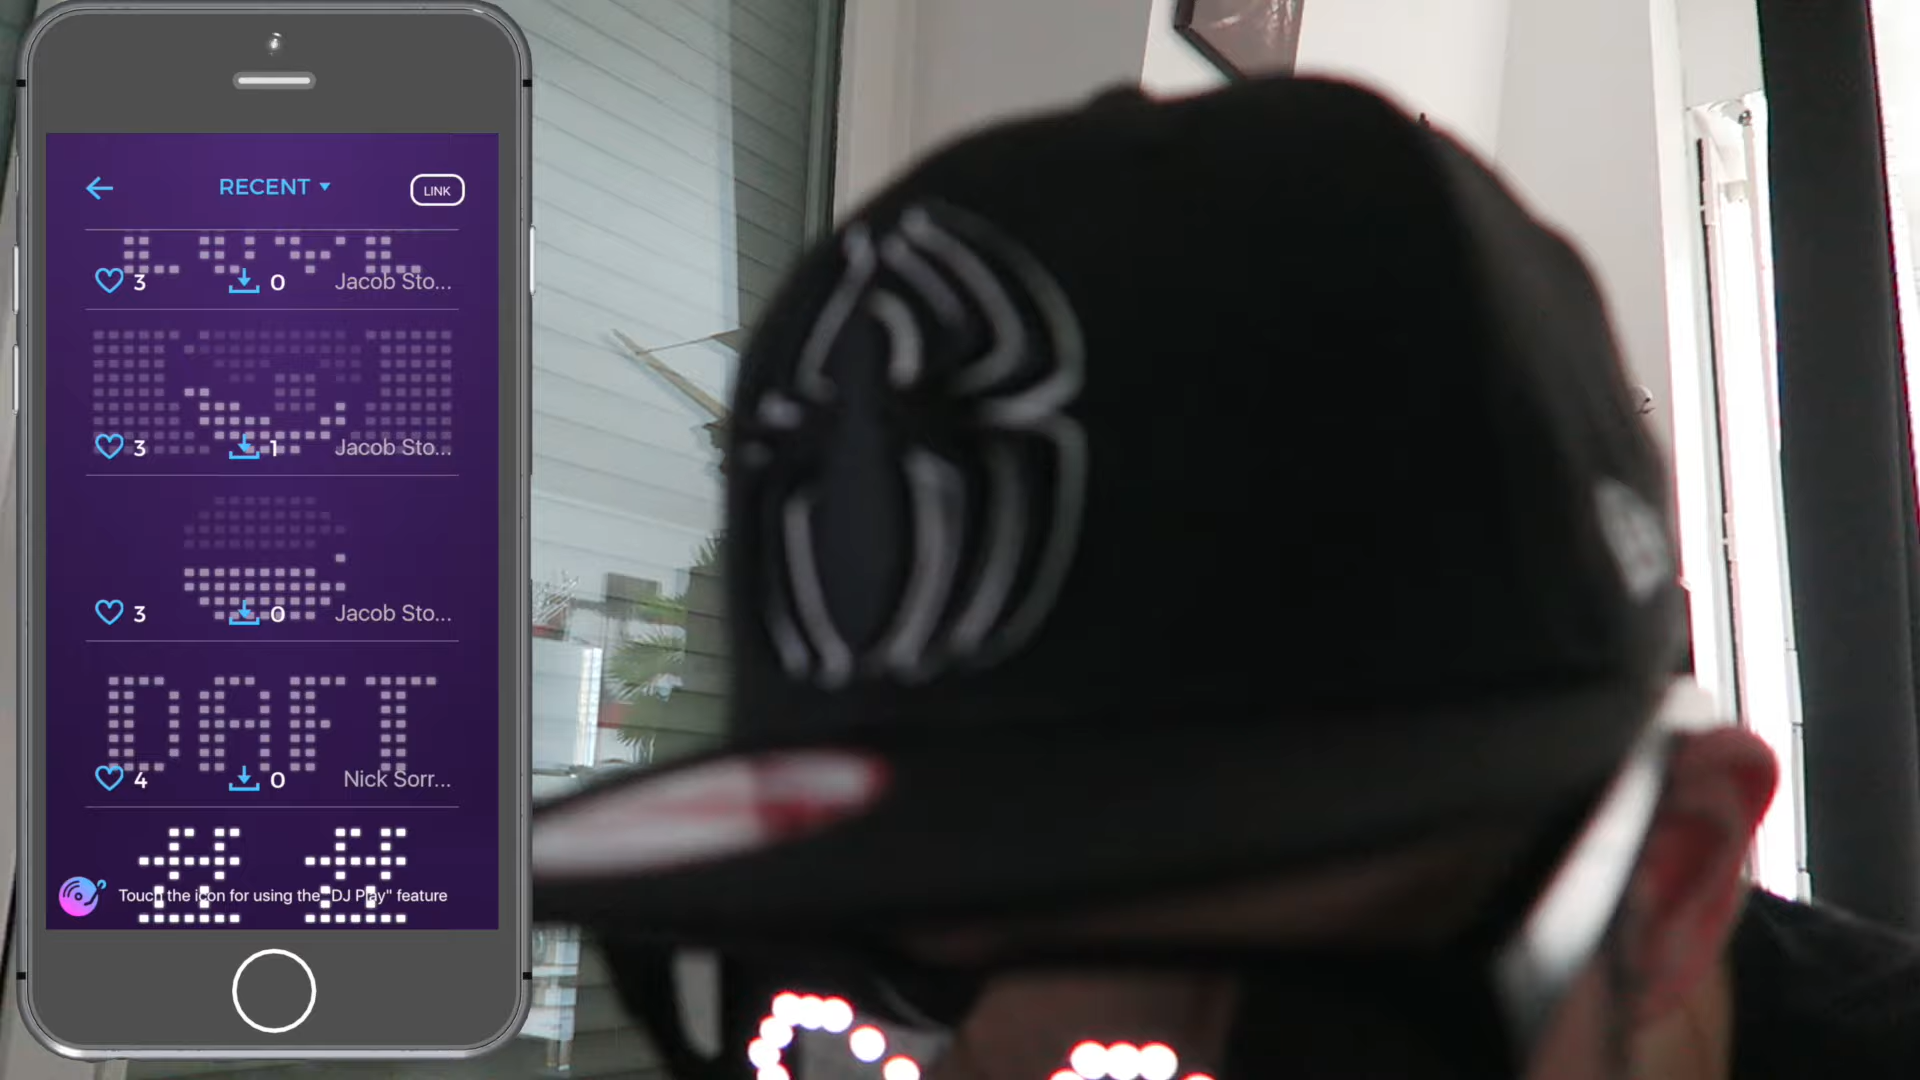 RECENT
LINK
LOVE
3 0 Jacob Sto...
3 1 Jacob Sto...
3 0 Jacob Sto...
DAFT
4 0 Nick Sorr...
Touch the icon for using the "DJ Play" feature